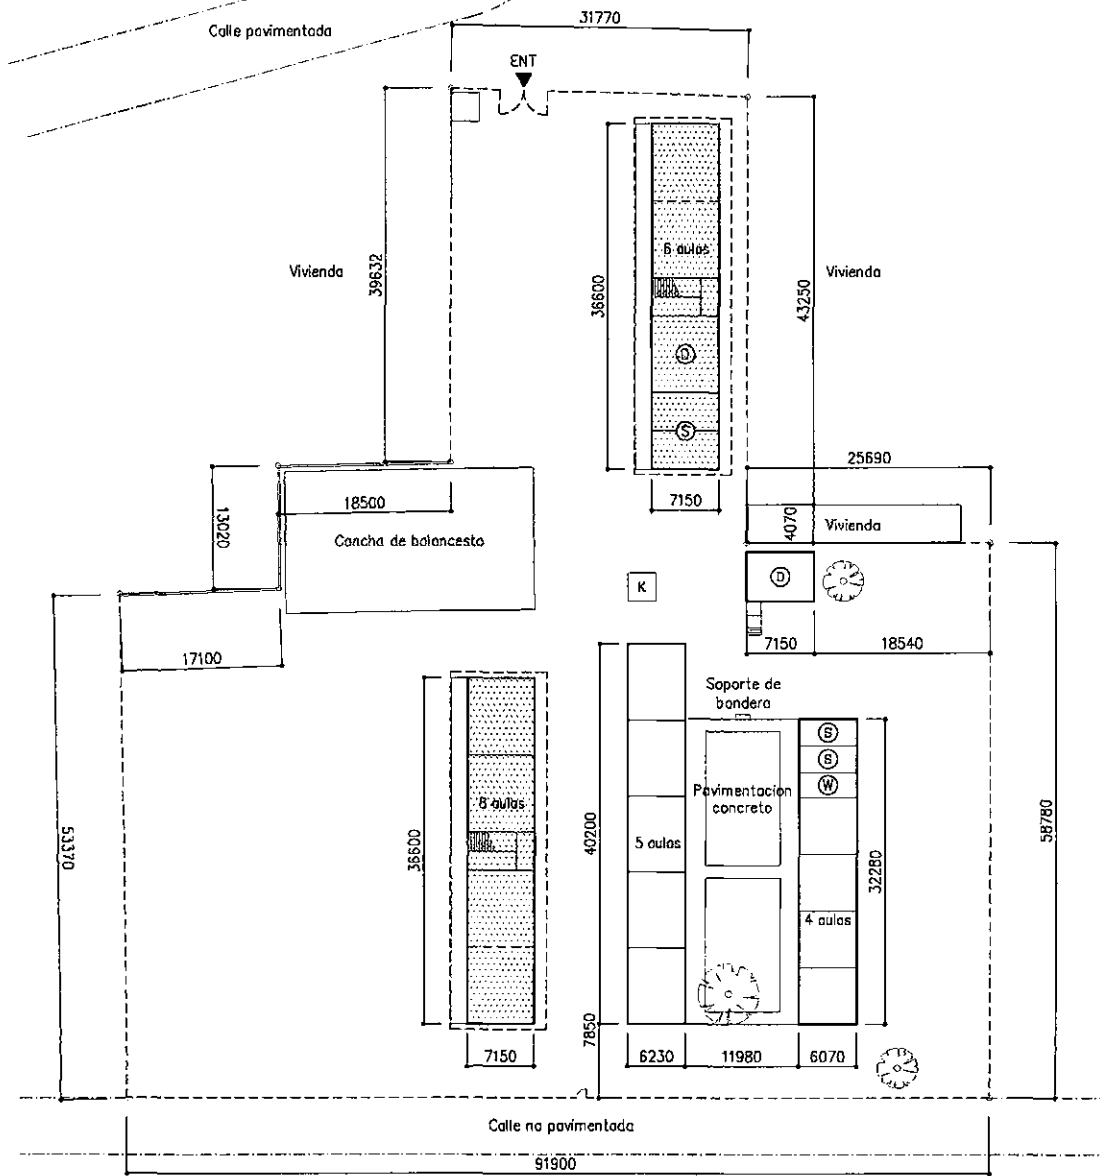 31770
Calle pavimentada
ENT
Vivienda
39632
36600
6 aulas
D
S
Vivienda
43250
25690
13020
18500
7150
4070
Vivienda
Cancha de baloncesto
K
D
17100
7150
18540
Soporte de
bandera
S
S
W
Pavimentacion
concreto
53370
36600
8 aulas
40200
5 aulas
4 aulas
32280
58780
7850
7150
6230
11980
6070
Calle no pavimentada
91900